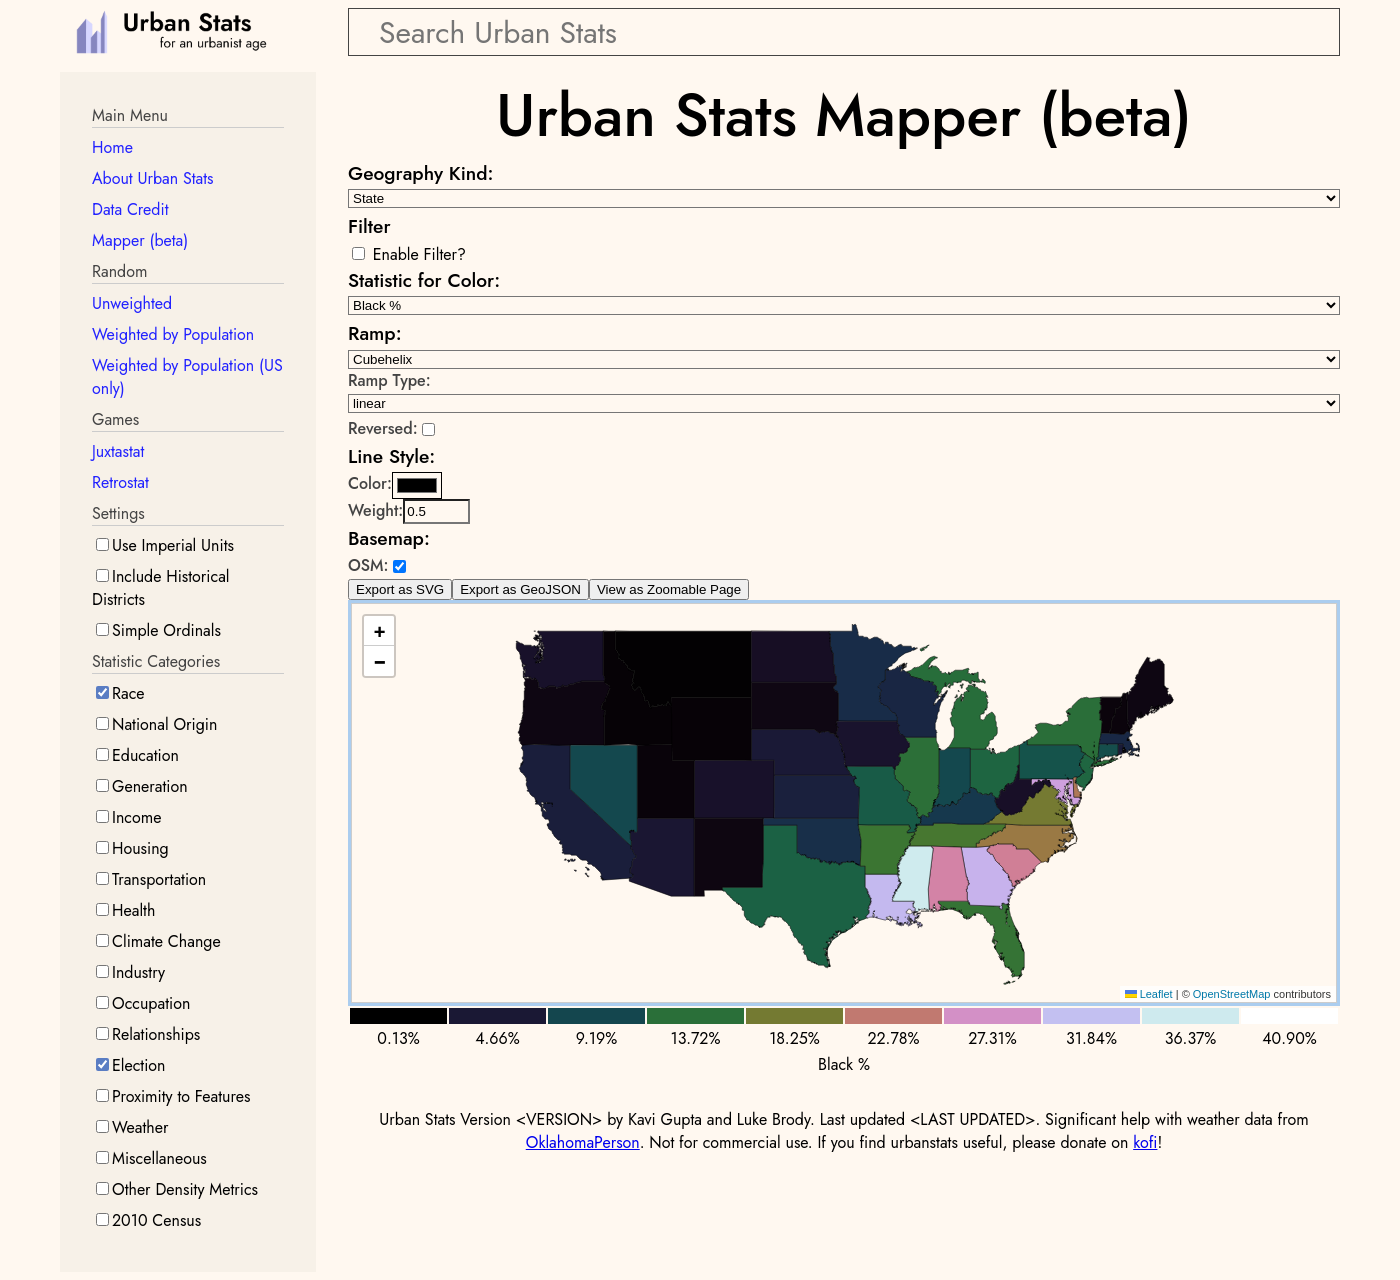 Urban Stats
for an urbanist age
Search Urban Stats
Main Menu
Home
About Urban Stats
Data Credit
Mapper (beta)
Random
Unweighted
Weighted by Population
Weighted by Population (US
only)
Games
Juxtastat
Retrostat
Settings
Use Imperial Units
Include Historical
Districts
Simple Ordinals
Statistic Categories
Race
National Origin
Education
Generation
Income
Housing
Transportation
Health
Climate Change
Industry
Occupation
Relationships
Election
Proximity to Features
Weather
Miscellaneous
Other Density Metrics
2010 Census
Urban Stats Mapper (beta)
Geography Kind:
State
Filter
Enable Filter?
Statistic for Color:
Black %
Ramp:
Cubehelix
Ramp Type:
linear
Reversed:
Line Style:
Color:
Weight: 0.5
Basemap:
OSM:
Export as SVG Export as GeoJSON View as Zoomable Page
+
−
Leaflet | © OpenStreetMap contributors
0.13% 4.66% 9.19% 13.72% 18.25% 22.78% 27.31% 31.84% 36.37% 40.90%
Black %
Urban Stats Version <VERSION> by Kavi Gupta and Luke Brody. Last updated <LAST UPDATED>. Significant help with weather data from
OklahomaPerson. Not for commercial use. If you find urbanstats useful, please donate on kofi!